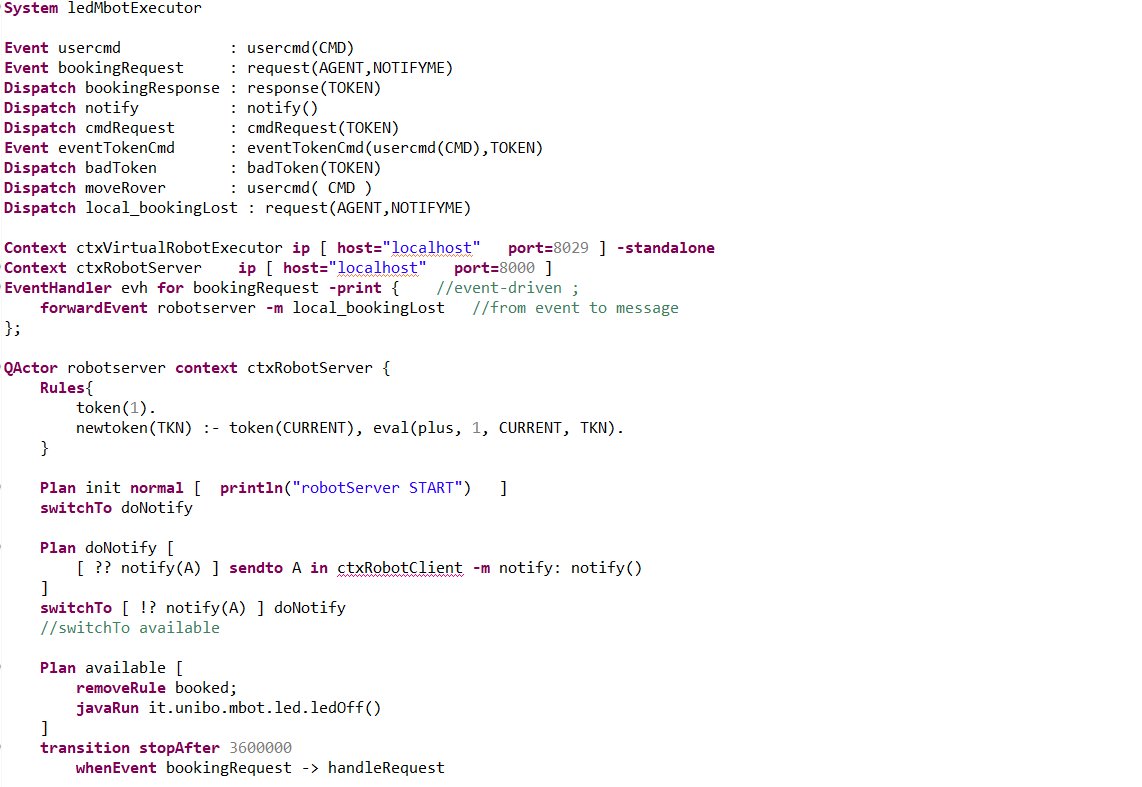 System ledMbotExecutor
Event usercmd : usercmd(CMD)
Event bookingRequest : request(AGENT,NOTIFYME)
Dispatch bookingResponse : response(TOKEN)
Dispatch notify : notify()
Dispatch cmdRequest : cmdRequest(TOKEN)
Event eventTokenCmd : eventTokenCmd(usercmd(CMD),TOKEN)
Dispatch badToken : badToken(TOKEN)
Dispatch moveRover : usercmd( CMD )
Dispatch local_bookingLost : request(AGENT,NOTIFYME)
Context ctxVirtualRobotExecutor ip [ host="localhost" port=8029 ] -standalone
Context ctxRobotServer ip [ host="localhost" port=8000 ]
EventHandler evh for bookingRequest -print { //event-driven ;
forwardEvent robotserver -m local_bookingLost //from event to message
};
QActor robotserver context ctxRobotServer {
Rules{
token(1).
newtoken(TKN) :- token(CURRENT), eval(plus, 1, CURRENT, TKN).
}
Plan init normal [ println("robotServer START") ]
switchTo doNotify
Plan doNotify [
[ ?? notify(A) ] sendto A in ctxRobotClient -m notify: notify()
]
switchTo [ !? notify(A) ] doNotify
//switchTo available
Plan available [
removeRule booked;
javaRun it.unibo.mbot.led.ledOff()
]
transition stopAfter 3600000
whenEvent bookingRequest -> handleRequest